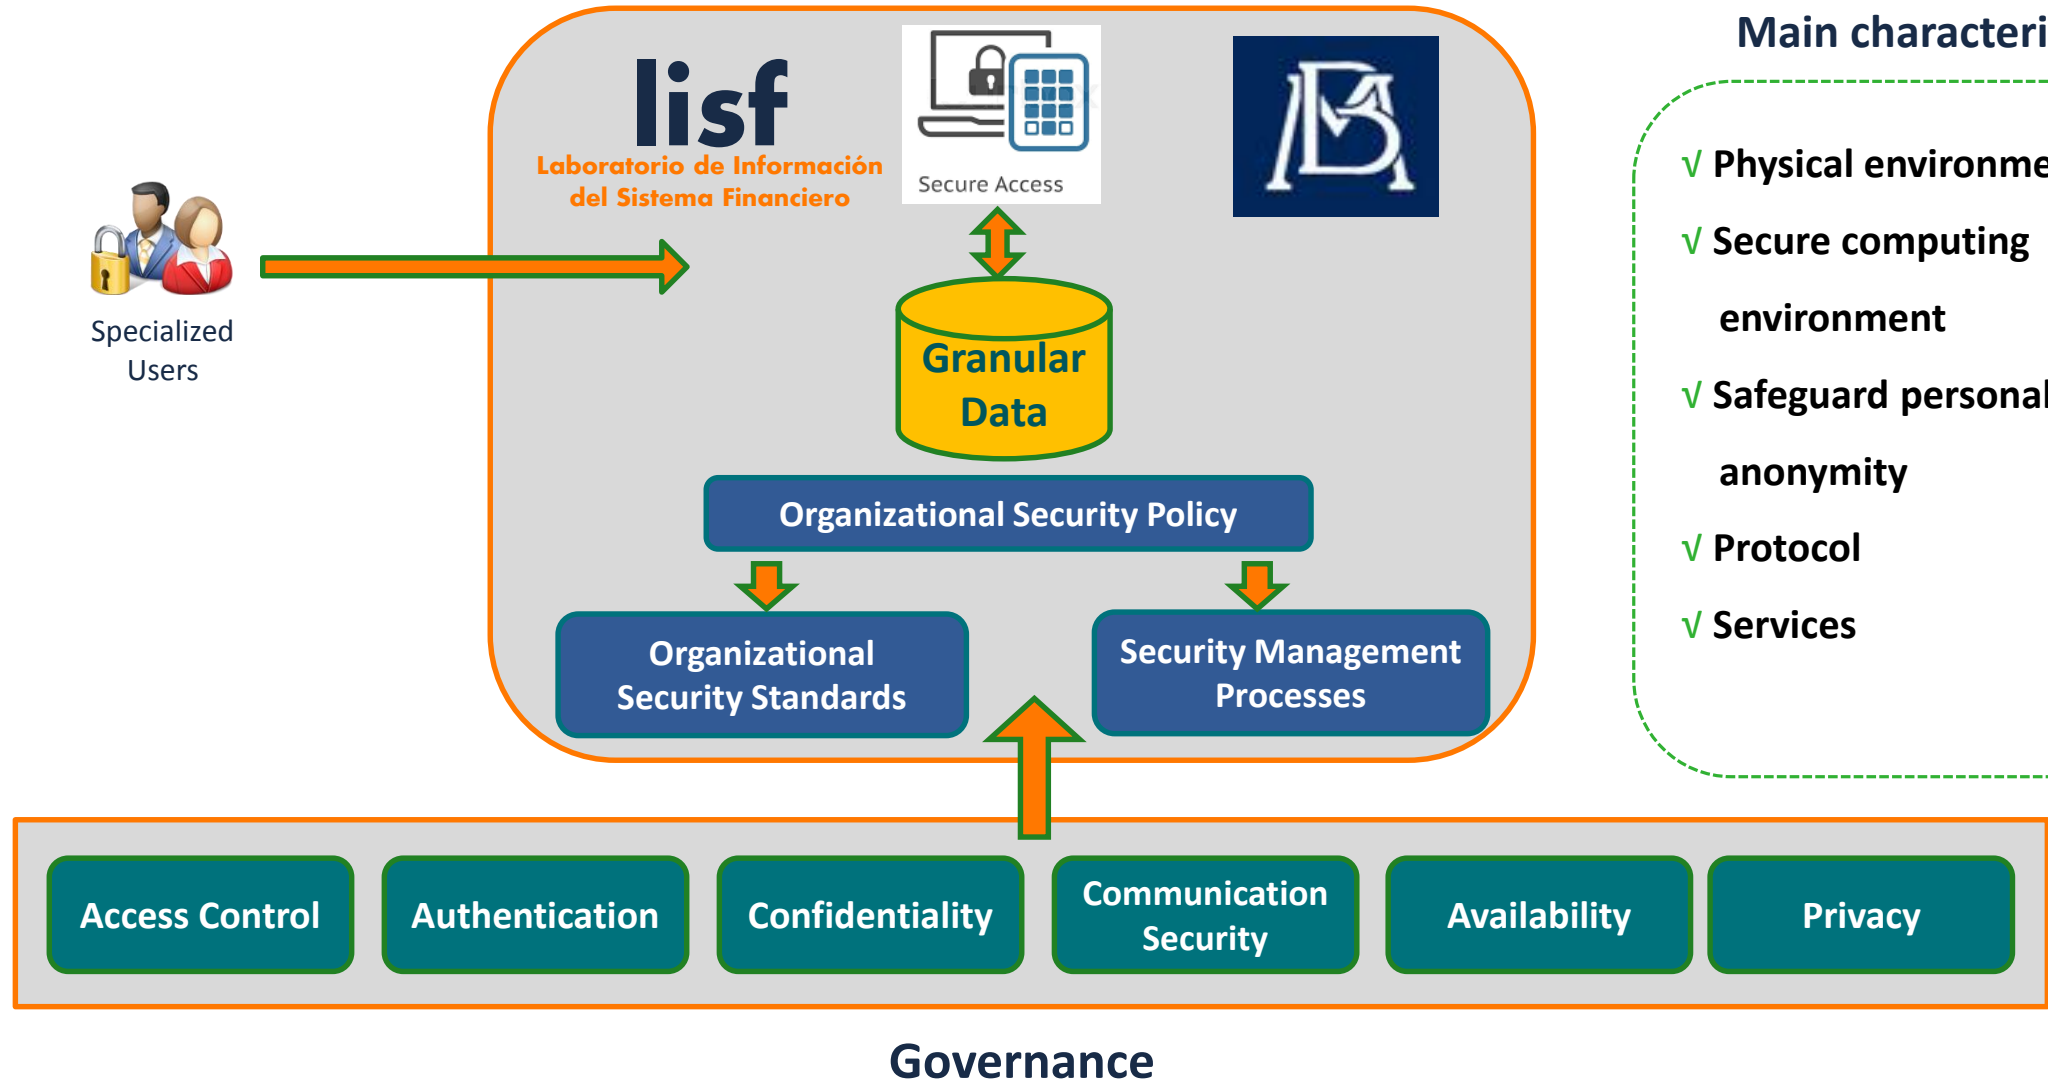 lisf
Laboratorio de Información
del Sistema Financiero
Secure Access
Specialized
Users
Granular
Data
Organizational Security Policy
Organizational
Security Standards
Security Management
Processes
Main characteri
√ Physical environme
√ Secure computing
environment
√ Safeguard personal
anonymity
√ Protocol
√ Services
Access Control
Authentication
Confidentiality
Communication
Security
Availability
Privacy
Governance